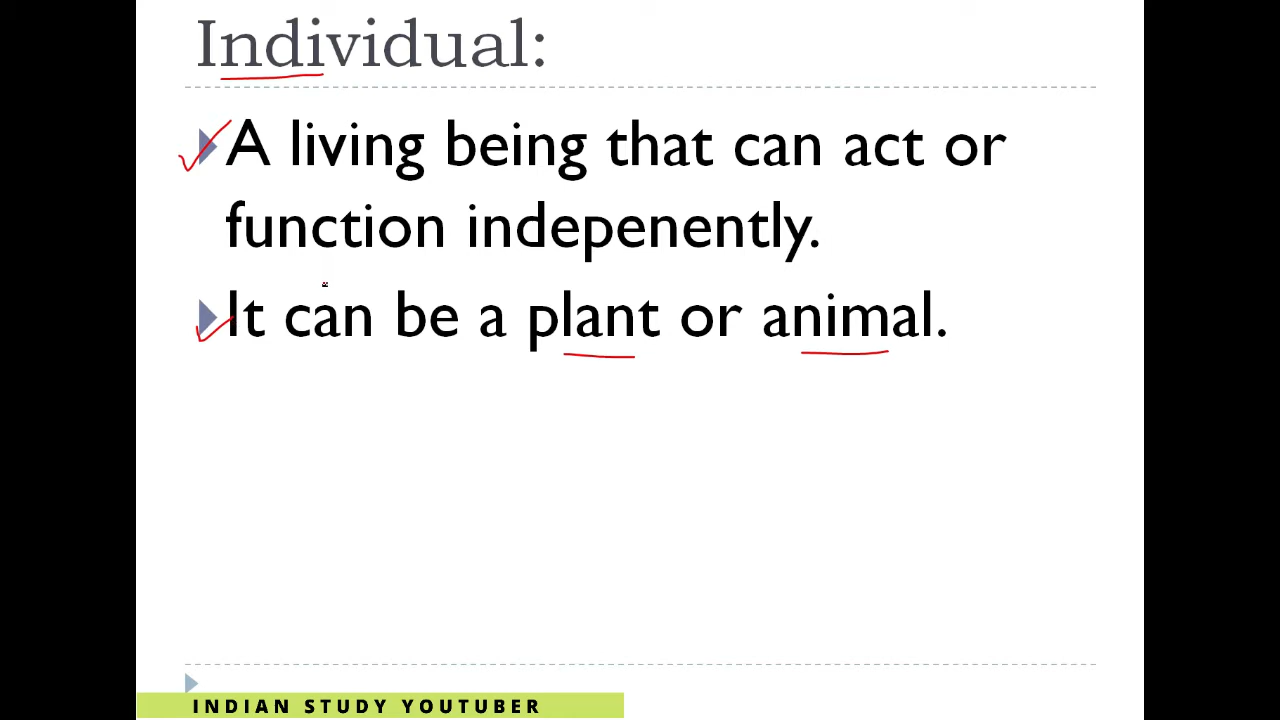 Individual:
A living being that can act or
function indepenently.
It can be a plant or animal.
INDIAN STUDY YOUTUBER